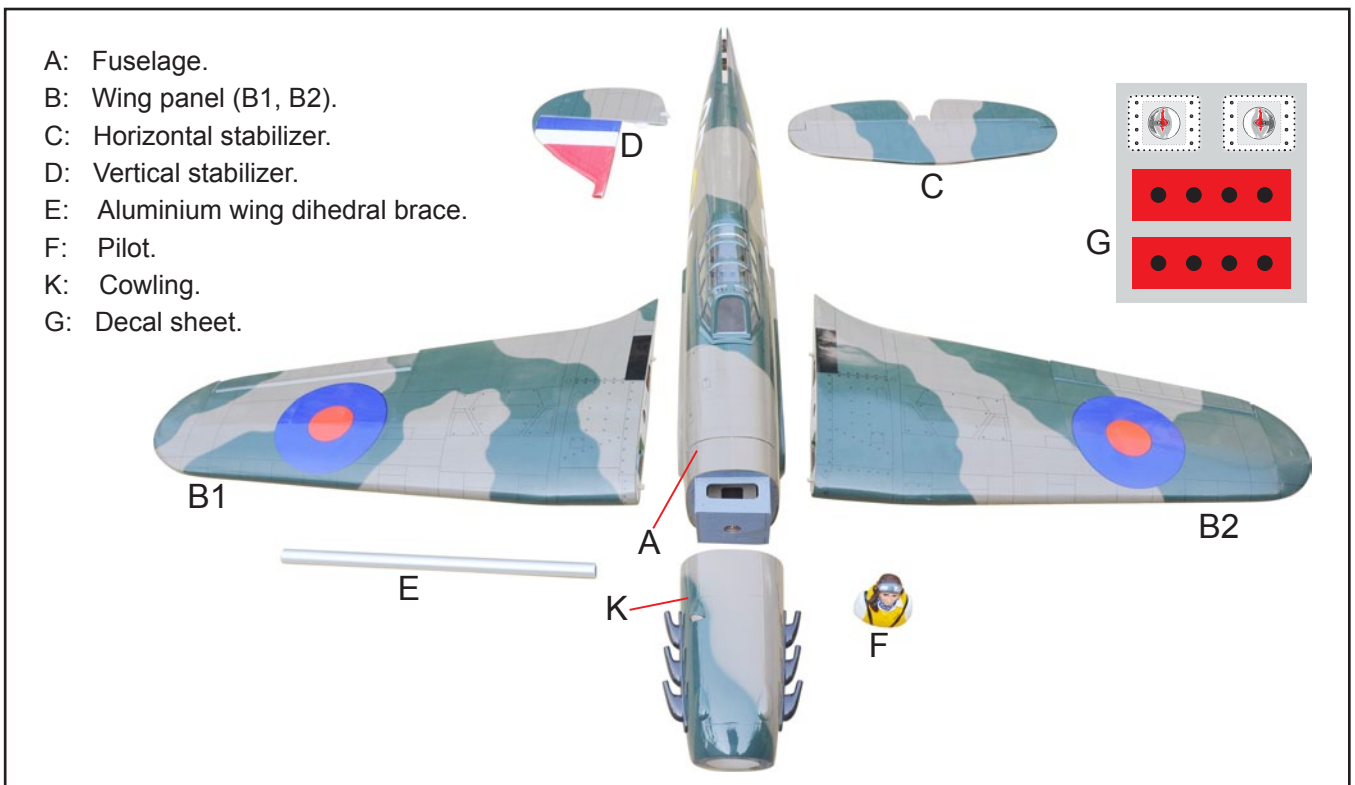 A: Fuselage.
B: Wing panel (B1, B2).
C: Horizontal stabilizer.
D: Vertical stabilizer.
E: Aluminium wing dihedral brace.
F: Pilot.
K: Cowling.
G: Decal sheet.
D
C
G
B1
B2
A
E
K
F